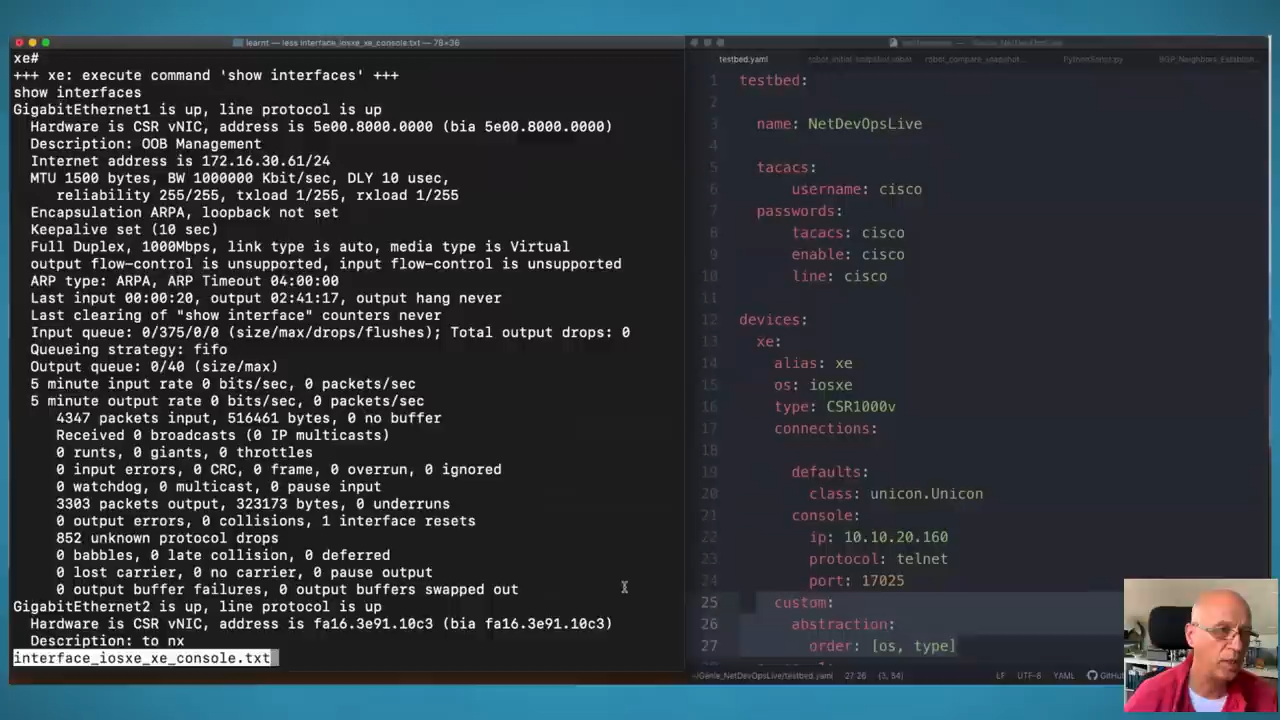 learnt — less interface_iosxe_xe_console.txt — 78×36
xe#
+++ xe: execute command 'show interfaces' +++
show interfaces
GigabitEthernet1 is up, line protocol is up
Hardware is CSR vNIC, address is 5e00.8000.0000 (bia 5e00.8000.0000)
Description: OOB Management
Internet address is 172.16.30.61/24
MTU 1500 bytes, BW 1000000 Kbit/sec, DLY 10 usec,
reliability 255/255, txload 1/255, rxload 1/255
Encapsulation ARPA, loopback not set
Keepalive set (10 sec)
Full Duplex, 1000Mbps, link type is auto, media type is Virtual
output flow-control is unsupported, input flow-control is unsupported
ARP type: ARPA, ARP Timeout 04:00:00
Last input 00:00:20, output 02:41:17, output hang never
Last clearing of "show interface" counters never
Input queue: 0/375/0/0 (size/max/drops/flushes); Total output drops: 0
Queueing strategy: fifo
Output queue: 0/40 (size/max)
5 minute input rate 0 bits/sec, 0 packets/sec
5 minute output rate 0 bits/sec, 0 packets/sec
4347 packets input, 516461 bytes, 0 no buffer
Received 0 broadcasts (0 IP multicasts)
0 runts, 0 giants, 0 throttles
0 input errors, 0 CRC, 0 frame, 0 overrun, 0 ignored
0 watchdog, 0 multicast, 0 pause input
3303 packets output, 323173 bytes, 0 underruns
0 output errors, 0 collisions, 1 interface resets
852 unknown protocol drops
0 babbles, 0 late collision, 0 deferred
0 lost carrier, 0 no carrier, 0 pause output
0 output buffer failures, 0 output buffers swapped out
GigabitEthernet2 is up, line protocol is up
Hardware is CSR vNIC, address is fa16.3e91.10c3 (bia fa16.3e91.10c3)
Description: to nx
interface_iosxe_xe_console.txt
testbed.yaml
PythonScript.py
1 testbed:
2
3 name: NetDevOpsLive
4
5 tacacs:
6 username: cisco
7 passwords:
8 tacacs: cisco
9 enable: cisco
10 line: cisco
11
12 devices:
13 xe:
14 alias: xe
15 os: iosxe
16 type: CSR1000v
17 connections:
18
19 defaults:
20 class: unicon.Unicon
21 console:
22 ip: 10.10.20.160
23 protocol: telnet
24 port: 17025
25 custom:
26 abstraction:
27 order: [os, type]
~/Genie_NetDevOpsLive/testbed.yaml 27:26 (3, 54) LF UTF-8 YAML